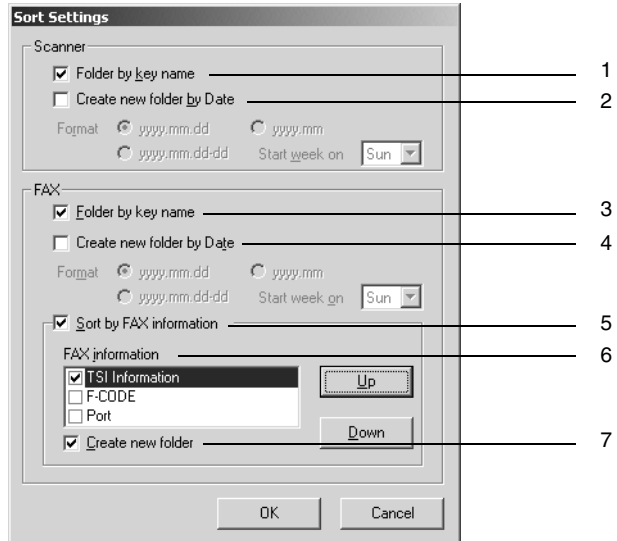 Sort Settings
Scanner
Folder by key name 1
Create new folder by Date 2
Format yyyy.mm.dd yyyy.mm
yyyy.mm.dd-dd Start week on Sun
FAX
Folder by key name 3
Create new folder by Date 4
Format yyyy.mm.dd yyyy.mm
yyyy.mm.dd-dd Start week on Sun
Sort by FAX information 5
FAX information 6
TSI Information Up
F-CODE
Port
Down
Create new folder 7
OK Cancel